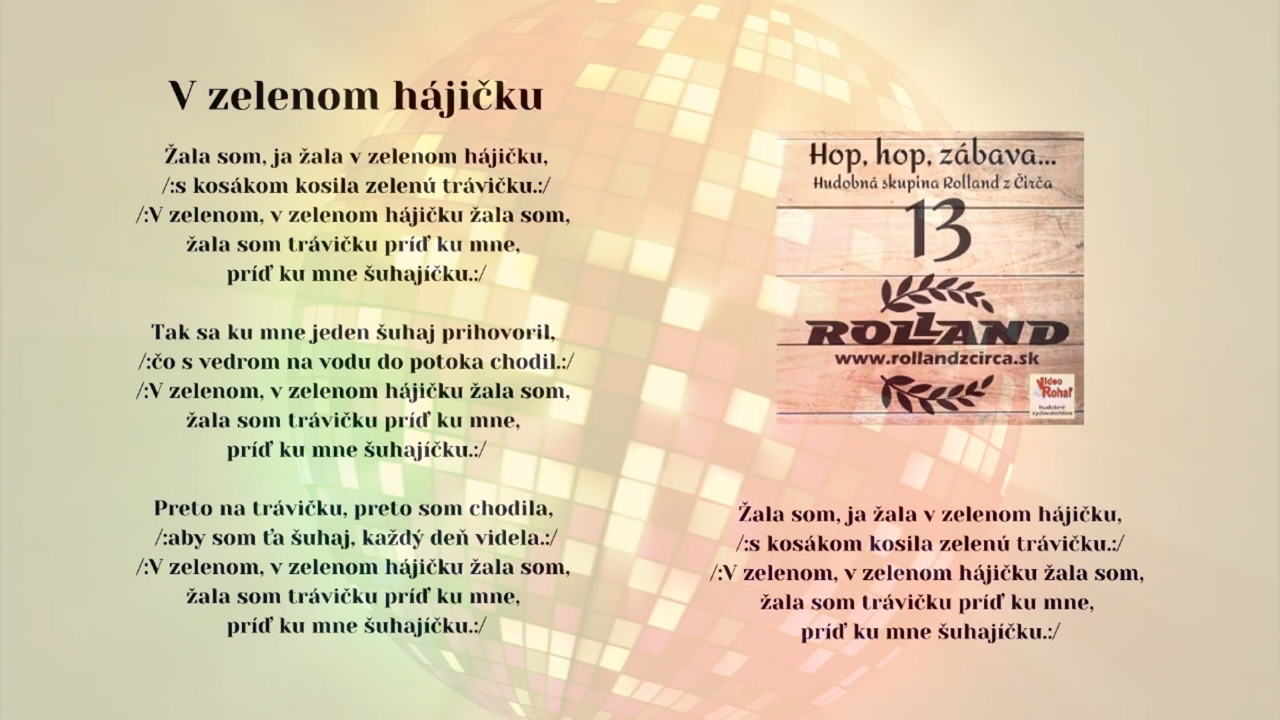 V zelenom hájičku
Žala som, ja žala v zelenom hájičku,
/:s kosákom kosila zelenú trávičku.:/
/:V zelenom, v zelenom hájičku žala som,
žala som trávičku príď ku mne,
príď ku mne šuhajíčku.:/
Tak sa ku mne jeden šuhaj prihovoril,
/:čo s vedrom na vodu do potoka chodil.:/
/:V zelenom, v zelenom hájičku žala som,
žala som trávičku príď ku mne,
príď ku mne šuhajíčku.:/
Preto na trávičku, preto som chodila,
/:aby som ťa šuhaj, každý deň videla.:/
/:V zelenom, v zelenom hájičku žala som,
žala som trávičku príď ku mne,
príď ku mne šuhajíčku.:/
Hop, hop, zábava...
Hudobná skupina Rolland z Čirča
13
ROLLAND
www.rollandzcirca.sk
Video
Rohaľ
hudobné
vydavateľstvo
Žala som, ja žala v zelenom hájičku,
/:s kosákom kosila zelenú trávičku.:/
/:V zelenom, v zelenom hájičku žala som,
žala som trávičku príď ku mne,
príď ku mne šuhajíčku.:/